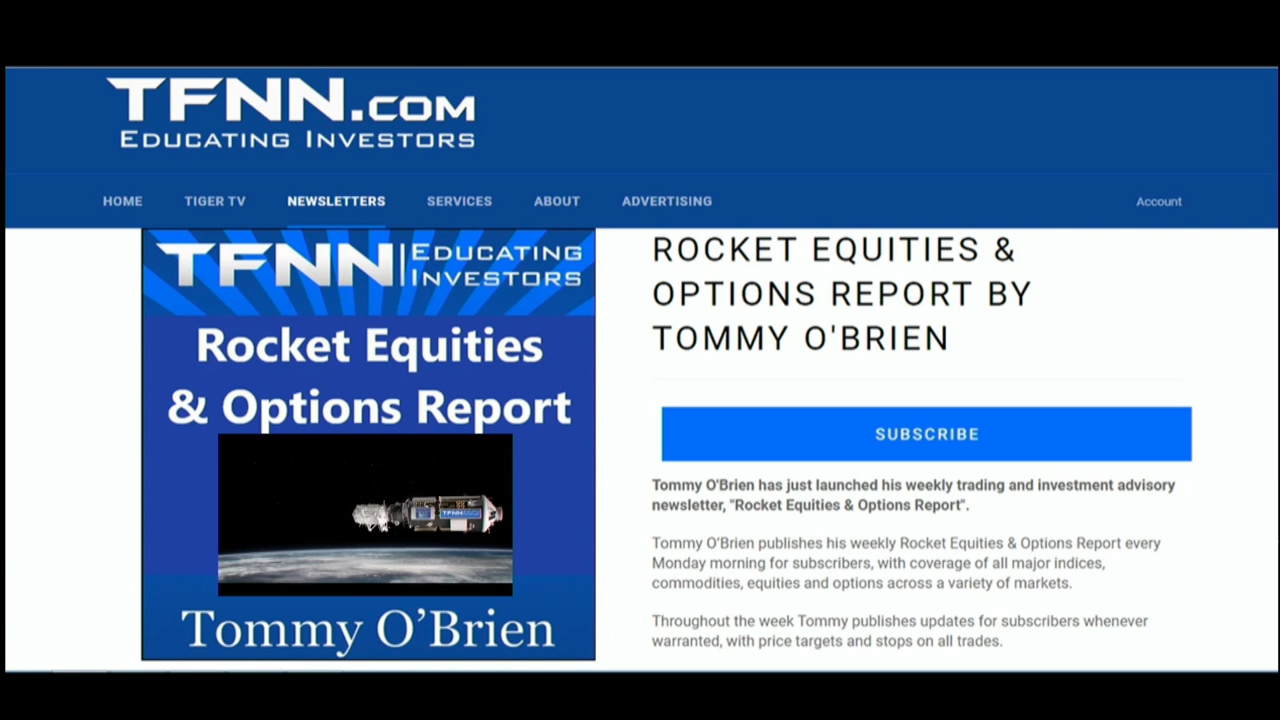 TFNN.COM
EDUCATING INVESTORS
HOME TIGER TV NEWSLETTERS SERVICES ABOUT ADVERTISING Account
TFNN EDUCATING
INVESTORS
Rocket Equities
& Options Report
TFNN
Tommy O’Brien
ROCKET EQUITIES &
OPTIONS REPORT BY
TOMMY O'BRIEN
SUBSCRIBE
Tommy O'Brien has just launched his weekly trading and investment advisory
newsletter, "Rocket Equities & Options Report".
Tommy O’Brien publishes his weekly Rocket Equities & Options Report every
Monday morning for subscribers, with coverage of all major indices,
commodities, equities and options across a variety of markets.
Throughout the week Tommy publishes updates for subscribers whenever
warranted, with price targets and stops on all trades.